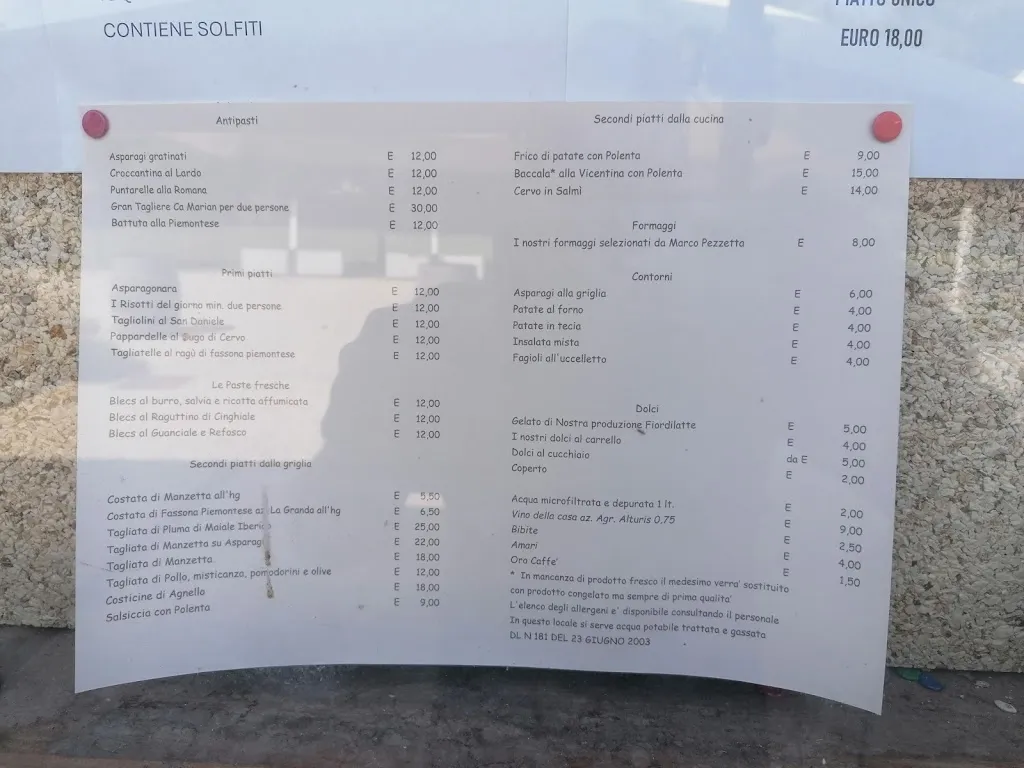 CONTIENE SOLFITI
PIATTO UNICO
EURO 18,00
Antipasti
Asparagi gratinati E 12,00
Croccantino al Lardo E 12,00
Puntarelle alla Romana E 12,00
Gran Tagliere Ca Marian per due persone E 30,00
Battuta alla Piemontese E 12,00
Primi piatti
Asparagonara E 12,00
I Risotti del giorno min. due persone E 12,00
Tagliolini al San Daniele E 12,00
Pappardelle al Sugo di Cervo E 12,00
Tagliatelle al ragù di fassona piemontese E 12,00
Le Paste fresche
Blecs al burro, salvia e ricotta affumicata E 12,00
Blecs al Raguttino di Cinghiale E 12,00
Blecs al Guanciale e Refosco E 12,00
Secondi piatti dalla griglia
Costata di Manzetta all'hg E 5,50
Costata di Fassona Piemontese az La Granda all'hg E 6,50
Tagliata di Pluma di Maiale Iberico E 25,00
Tagliata di Manzetta su Asparagi E 22,00
Tagliata di Manzetta E 18,00
Tagliata di Pollo, misticanza, pomodorini e olive E 12,00
Costicine di Agnello E 18,00
Salsiccia con Polenta E 9,00
Secondi piatti dalla cucina
Frico di patate con Polenta E 9,00
Baccala* alla Vicentina con Polenta E 15,00
Cervo in Salmì E 14,00
Formaggi
I nostri formaggi selezionati da Marco Pezzetta E 8,00
Contorni
Asparagi alla griglia E 6,00
Patate al forno E 4,00
Patate in tecia E 4,00
Insalata mista E 4,00
Fagioli all'uccelletto E 4,00
Dolci
Gelato di Nostra produzione Fiordilatte E 5,00
I nostri dolci al carrello E 4,00
Dolci al cucchiaio da E 5,00
Coperto E 2,00
Acqua microfiltrata e depurata 1 lt. E 2,00
Vino della casa az. Agr. Alturis 0,75 E 9,00
Bibite E 2,50
Amari E 4,00
Oro Caffe' E 1,50
* In mancanza di prodotto fresco il medesimo verra' sostituito
con prodotto congelato ma sempre di prima qualita'
L'elenco degli allergeni e' disponibile consultando il personale
In questo locale si serve acqua potabile trattata e gassata
DL N 181 DEL 23 GIUGNO 2003